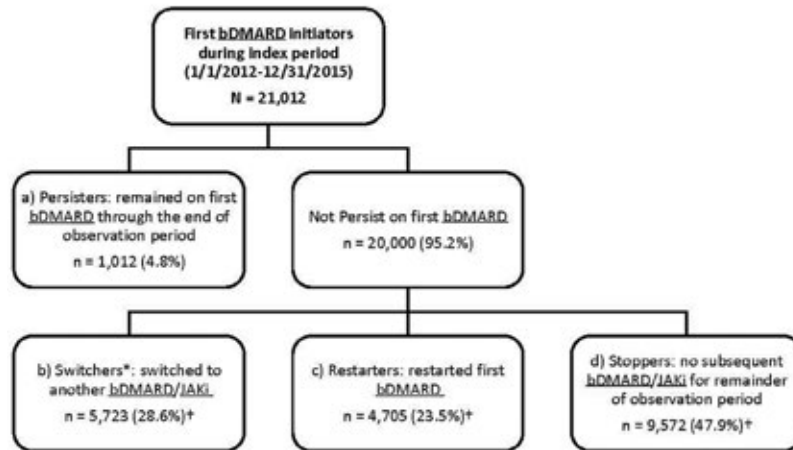 First bDMARD Initiators
during Index period
(1/1/2012-12/31/2015)
N = 21,012
a) Persisters: remained on first
bDMARD through the end of
observation period
n = 1,012 (4.8%)
Not Persist on first bDMARD
n = 20,000 (95.2%)
b) Switchers*: switched to
another bDMARD/JAKi
n = 5,723 (28.6%)†
c) Restarters: restarted first
bDMARD
n = 4,705 (23.5%)†
d) Stoppers: no subsequent
bDMARD/JAKi for remainder
of observation period
n = 9,572 (47.9%)†